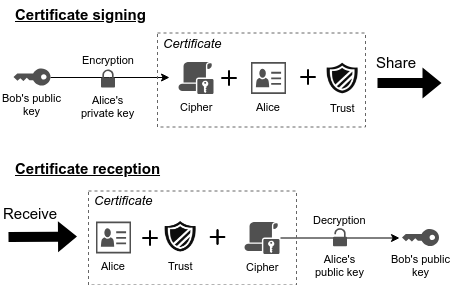 Certificate signing
Certificate
Encryption
Share
Bob's public
key
Alice's
private key
Cipher
Alice
Trust
Certificate reception
Certificate
Receive
Decryption
Alice
Trust
Cipher
Alice's
public key
Bob's public
key